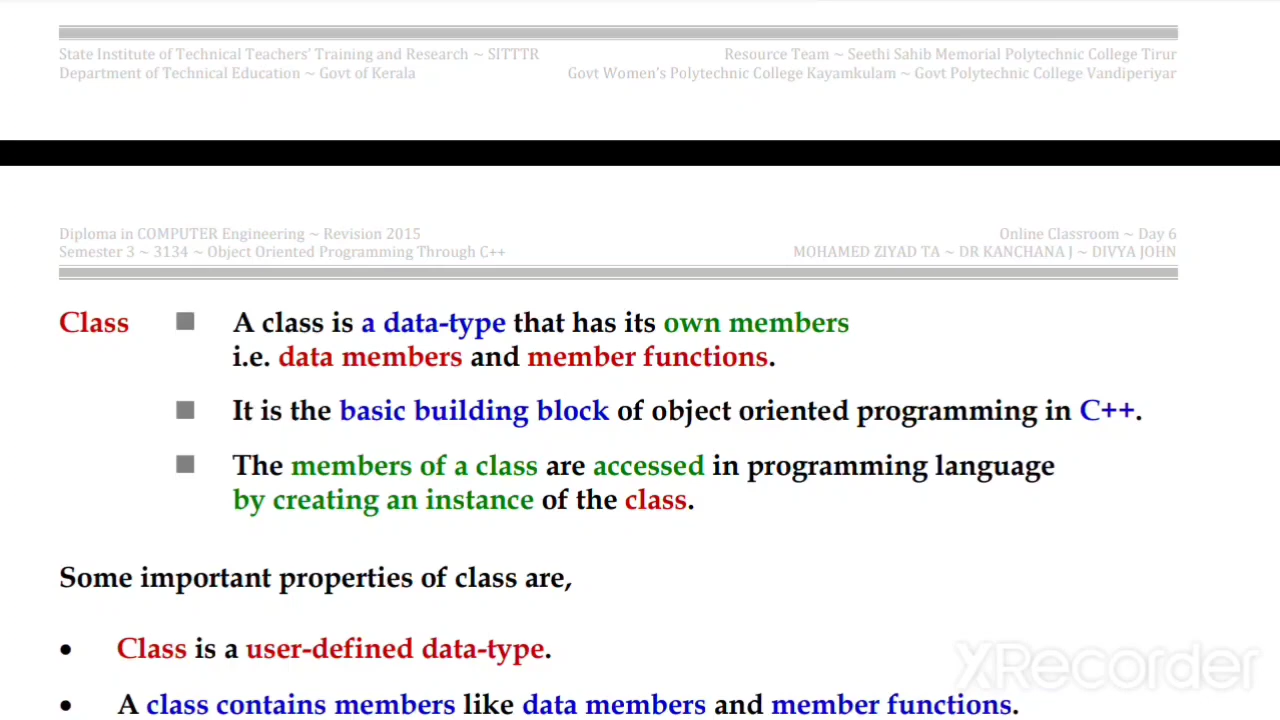 State Institute of Technical Teachers' Training and Research ~ SITTTR
Resource Team ~ Seethi Sahib Memorial Polytechnic College Tirur
Department of Technical Education ~ Govt of Kerala
Govt Women's Polytechnic College Kayamkulam ~ Govt Polytechnic College Vandiperiyar
Diploma in COMPUTER Engineering ~ Revision 2015
Online Classroom ~ Day 6
Semester 3 ~ 3134 ~ Object Oriented Programming Through C++
MOHAMED ZIYAD TA ~ DR KANCHANA J ~ DIVYA JOHN
Class ■ A class is a data-type that has its own members
i.e. data members and member functions.
■ It is the basic building block of object oriented programming in C++.
■ The members of a class are accessed in programming language
by creating an instance of the class.
Some important properties of class are,
• Class is a user-defined data-type.
• A class contains members like data members and member functions.
XRecorder